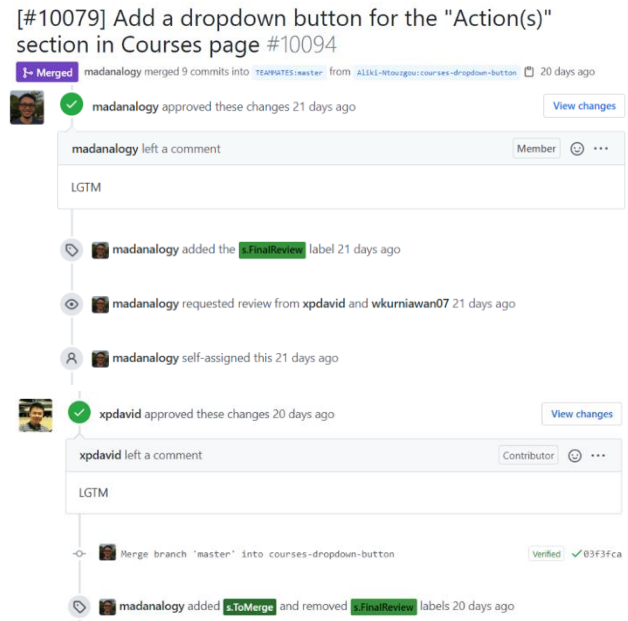 [#10079] Add a dropdown button for the "Action(s)"
section in Courses page #10094
Merged madanalogy merged 9 commits into TEAMMATES:master from Aliki-Ntouzgou:courses-dropdown-button 20 days ago
madanalogy approved these changes 21 days ago View changes
madanalogy left a comment Member
LGTM
madanalogy added the s.FinalReview label 21 days ago
madanalogy requested review from xpdavid and wkurniawan07 21 days ago
madanalogy self-assigned this 21 days ago
xpdavid approved these changes 20 days ago View changes
xpdavid left a comment Contributor
LGTM
Merge branch 'master' into courses-dropdown-button Verified 03f3fca
madanalogy added s.ToMerge and removed s.FinalReview labels 20 days ago